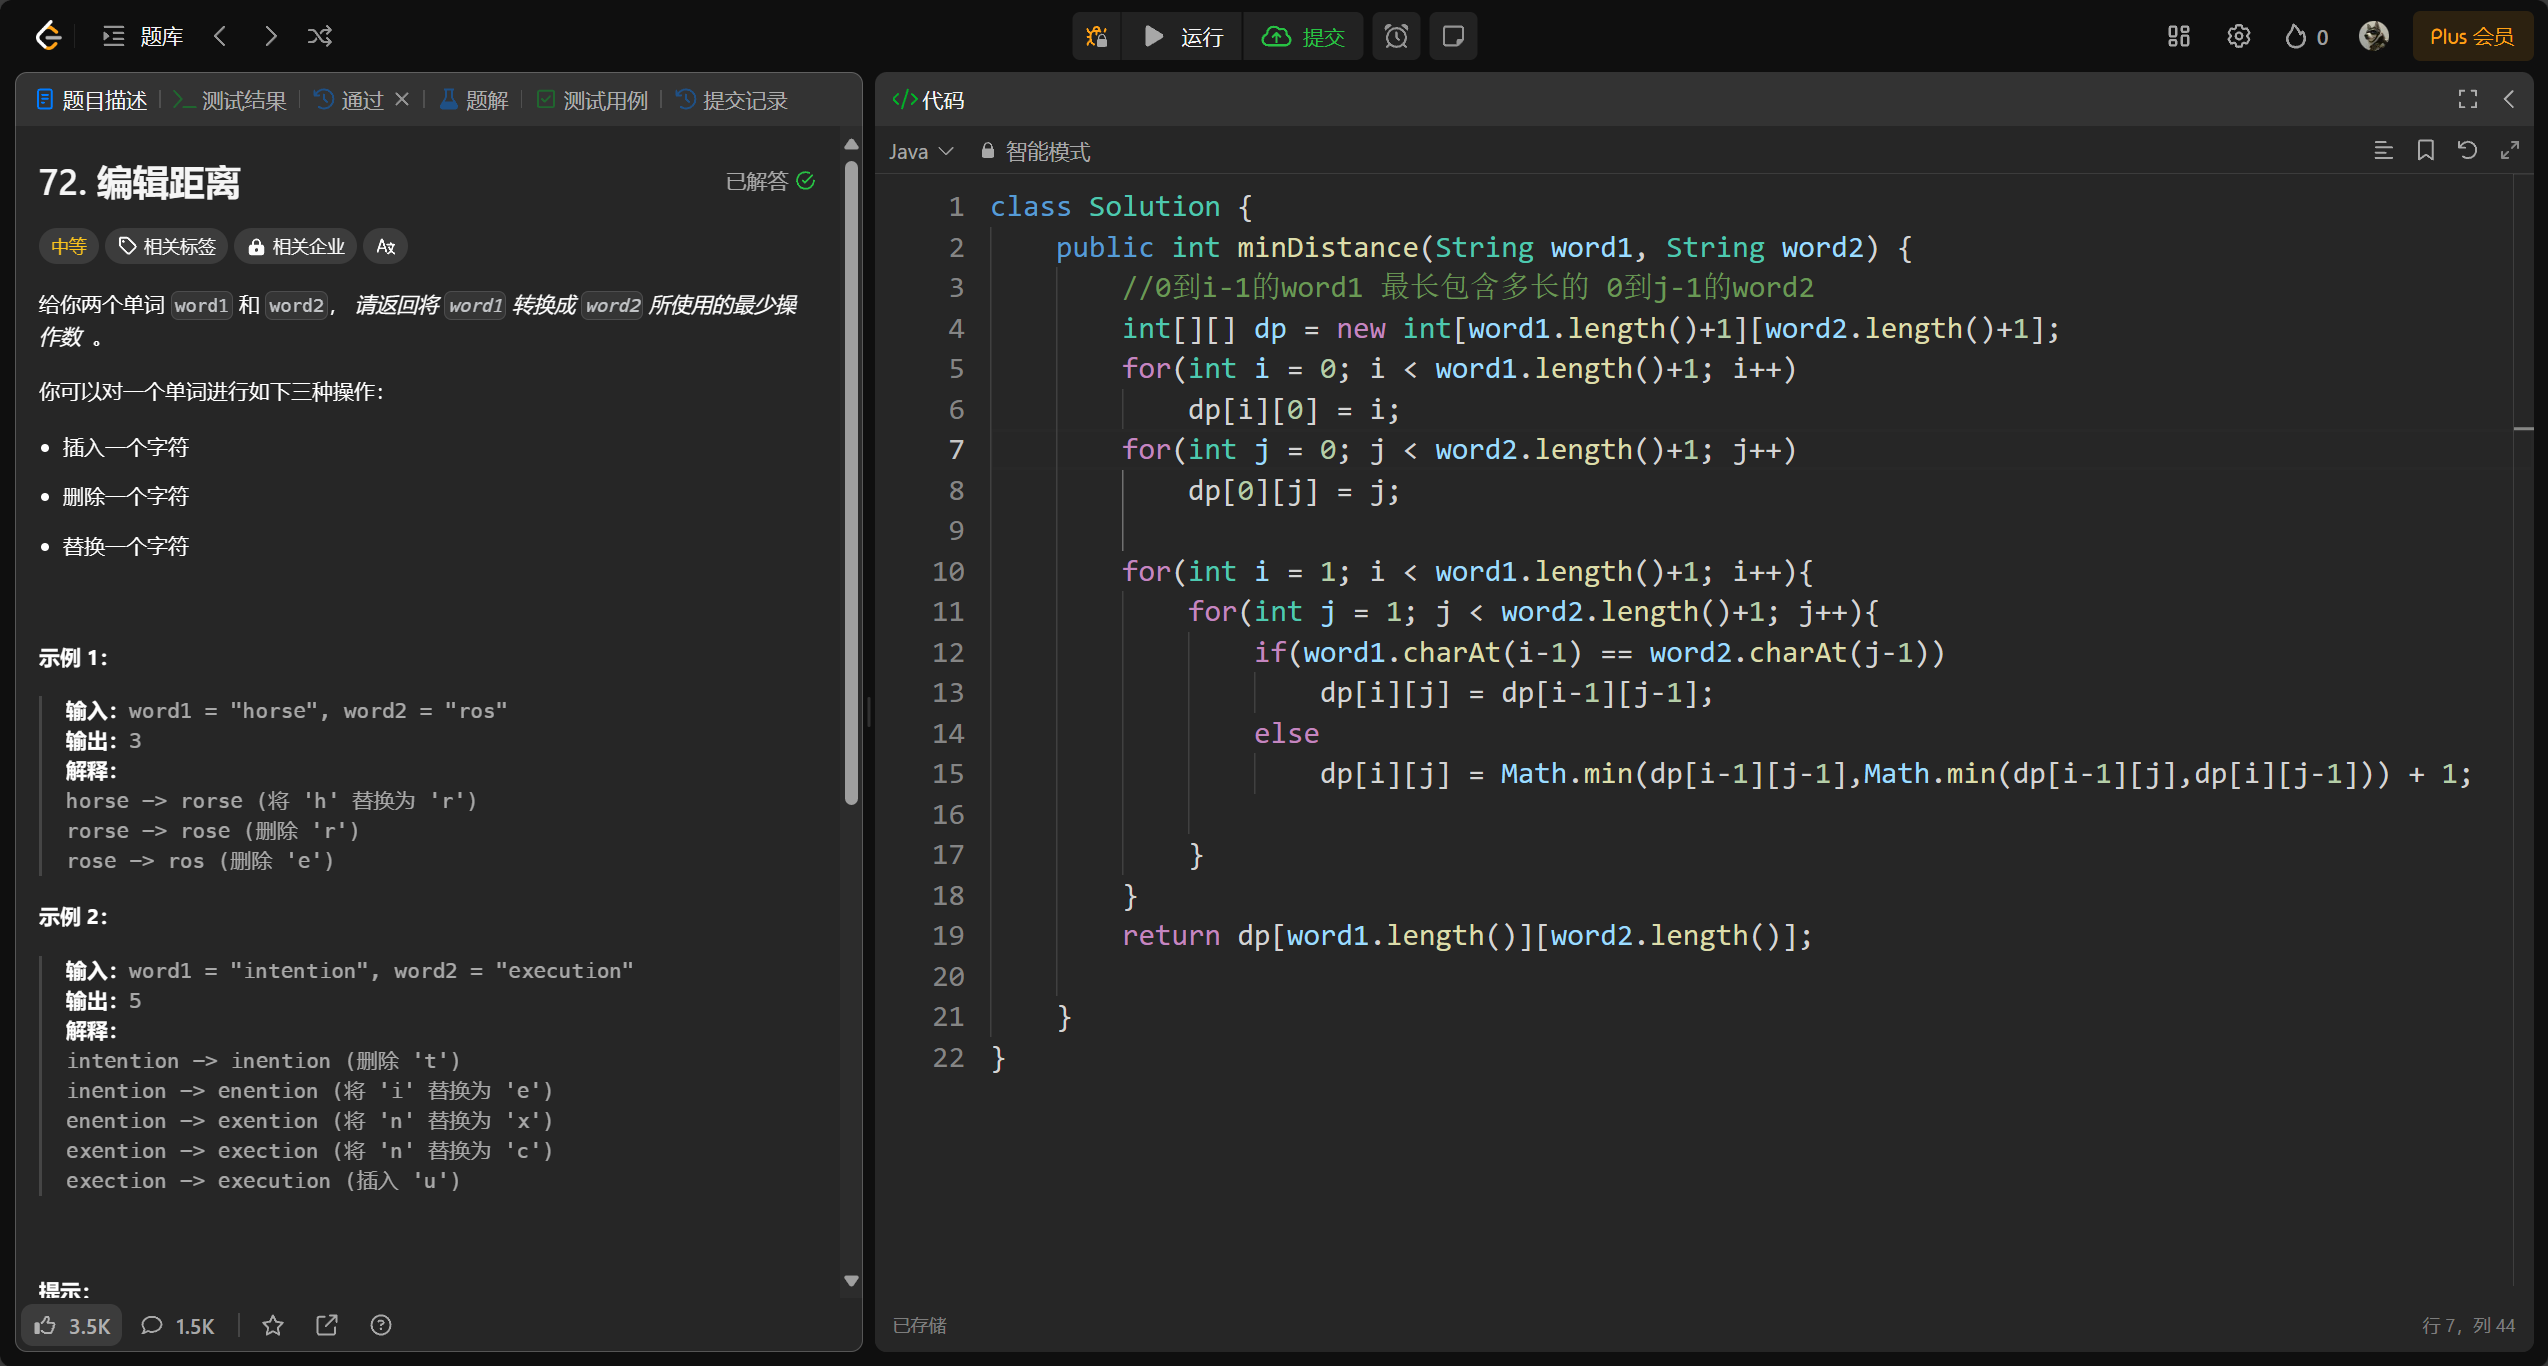 题库
运行
提交
0
Plus 会员
题目描述
测试结果
通过
题解
测试用例
提交记录
72. 编辑距离
已解答
中等
相关标签
相关企业
给你两个单词 word1 和 word2， 请返回将 word1 转换成 word2 所使用的最少操
作数 。
你可以对一个单词进行如下三种操作：
• 插入一个字符
• 删除一个字符
• 替换一个字符
示例 1：
输入：word1 = "horse", word2 = "ros"
输出：3
解释：
horse -> rorse (将 'h' 替换为 'r')
rorse -> rose (删除 'r')
rose -> ros (删除 'e')
示例 2：
输入：word1 = "intention", word2 = "execution"
输出：5
解释：
intention -> inention (删除 't')
inention -> enention (将 'i' 替换为 'e')
enention -> exention (将 'n' 替换为 'x')
exention -> exection (将 'n' 替换为 'c')
exection -> execution (插入 'u')
提示：
3.5K
1.5K
</>代码
Java
智能模式
1 class Solution {
2     public int minDistance(String word1, String word2) {
3         //0到i-1的word1 最长包含多长的 0到j-1的word2
4         int[][] dp = new int[word1.length()+1][word2.length()+1];
5         for(int i = 0; i < word1.length()+1; i++)
6             dp[i][0] = i;
7         for(int j = 0; j < word2.length()+1; j++)
8             dp[0][j] = j;
9
10         for(int i = 1; i < word1.length()+1; i++){
11             for(int j = 1; j < word2.length()+1; j++){
12                 if(word1.charAt(i-1) == word2.charAt(j-1))
13                     dp[i][j] = dp[i-1][j-1];
14                 else
15                     dp[i][j] = Math.min(dp[i-1][j-1],Math.min(dp[i-1][j],dp[i][j-1])) + 1;
16
17             }
18         }
19         return dp[word1.length()][word2.length()];
20
21     }
22 }
已存储
行 7，列 44